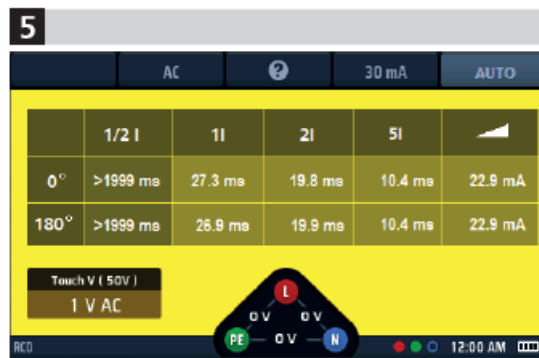 5
AC ? 30 mA AUTO
1/2 I 1I 2I 5I
0° >1999 ms 27.3 ms 19.8 ms 10.4 ms 22.9 mA
180° >1999 ms 26.9 ms 19.9 ms 10.4 ms 22.9 mA
Touch V ( 50V )
1 V AC
L
0 V 0 V
PE 0 V N
RCD 12:00 AM